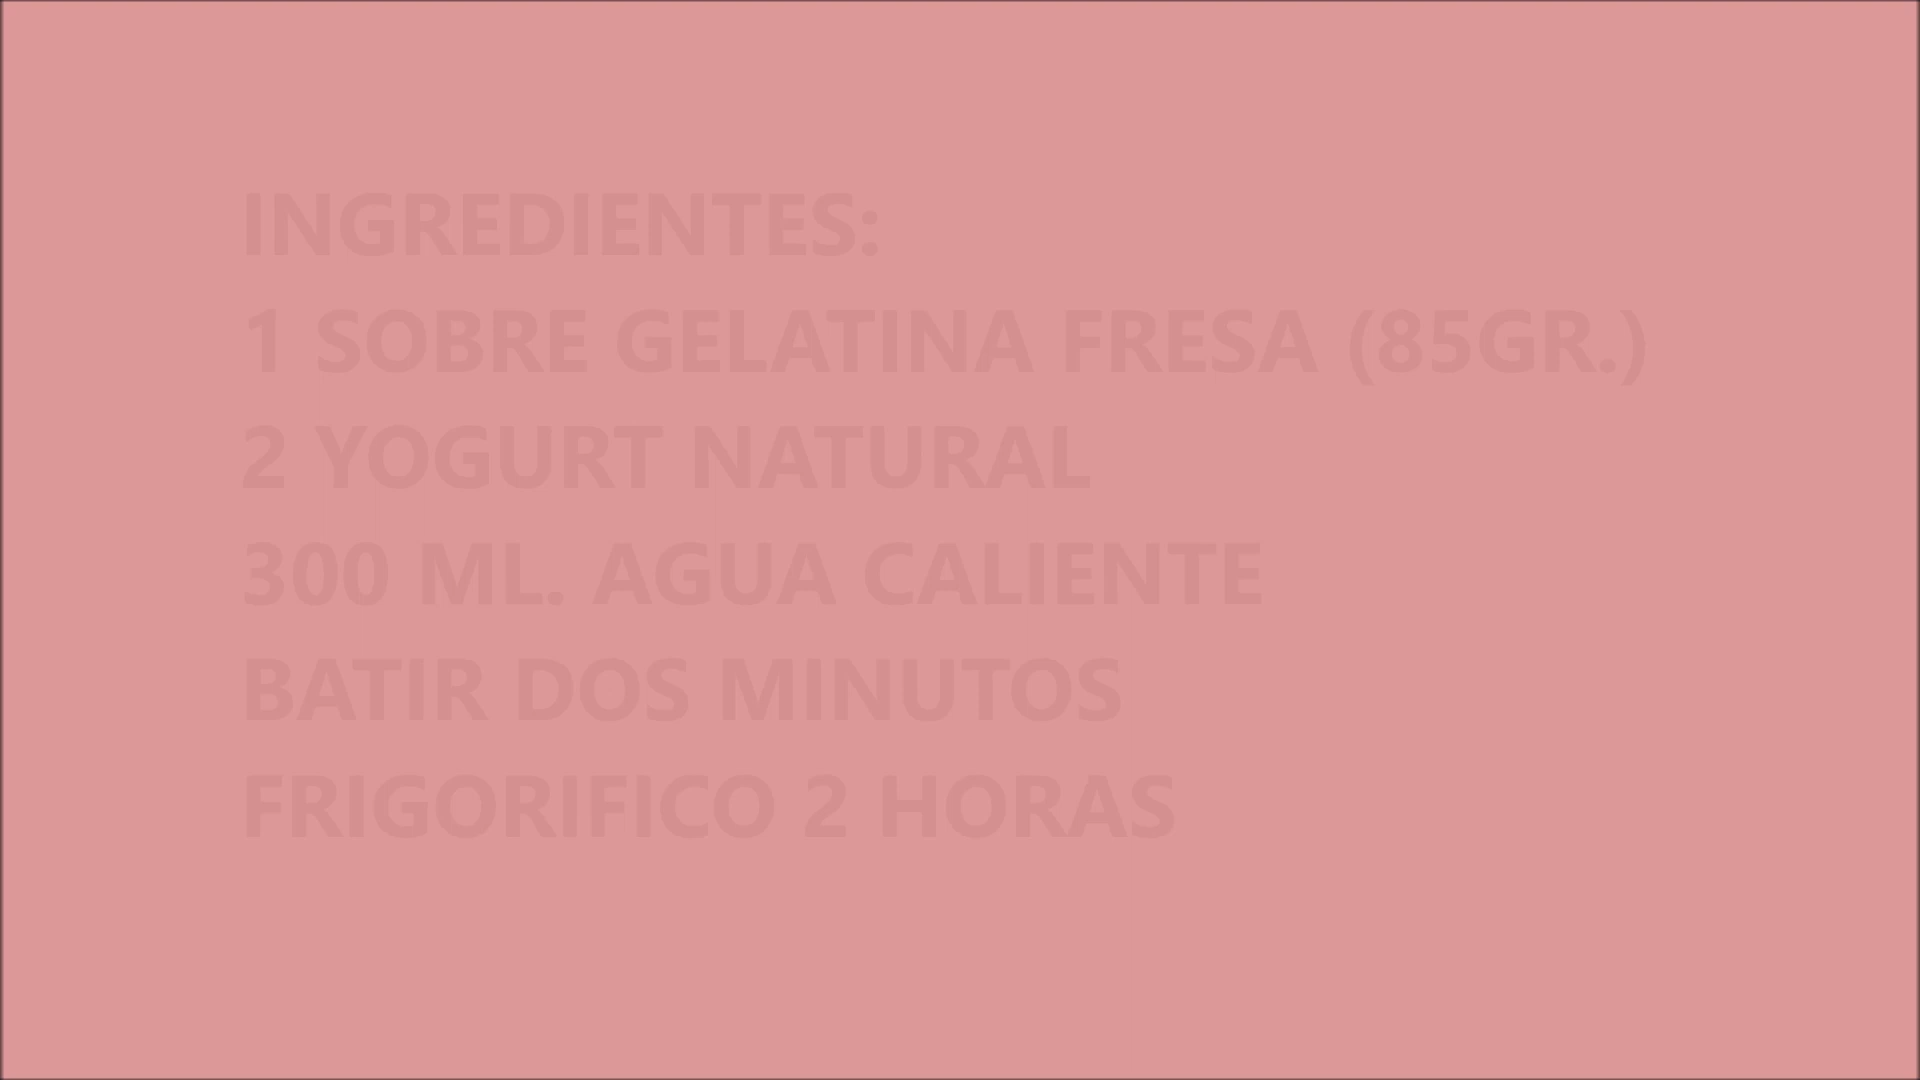 INGREDIENTES:
1 SOBRE GELATINA FRESA (85GR.)
2 YOGURT NATURAL
300 ML. AGUA CALIENTE
BATIR DOS MINUTOS
FRIGORIFICO 2 HORAS